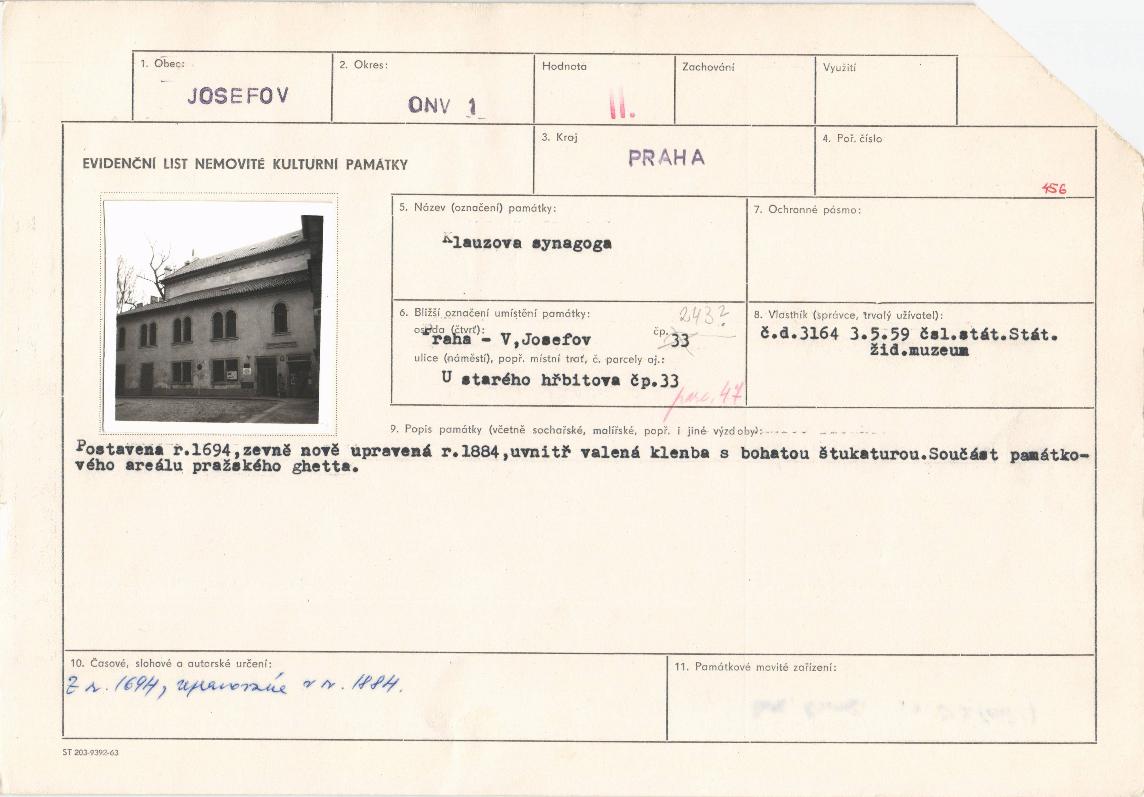 1. Obec:
JOSEFOV
2. Okres:
ONV 1
Hodnota
II.
Zachování
Využití
EVIDENČNÍ LIST NEMOVITÉ KULTURNÍ PAMÁTKY
3. Kraj
PRAHA
4. Poř. číslo
456
5. Název (označení) památky:
Klauzova synagoga
7. Ochranné pásmo:
6. Bližší označení umístění památky:
osada (čtvrť):
Praha - V,Josefov
čp.
33
243?
ulice (náměstí), popř. místní trať, č. parcely aj.:
U starého hřbitova čp.33
parc. 47
8. Vlastník (správce, trvalý uživatel):
č.d.3164 3.5.59 čsl.stát.Stát.
žid.muzeum
9. Popis památky (včetně sochařské, malířské, popř. i jiné výzdoby):
Postavena r.1694,zevně nově upravená r.1884,uvnitř valená klenba s bohatou štukaturou.Součást památko-
vého areálu pražského ghetta.
10. Časové, slohové a autorské určení:
Z r. 1694, upravované v r. 1884.
11. Památkové movité zařízení:
ST 203-9392-63